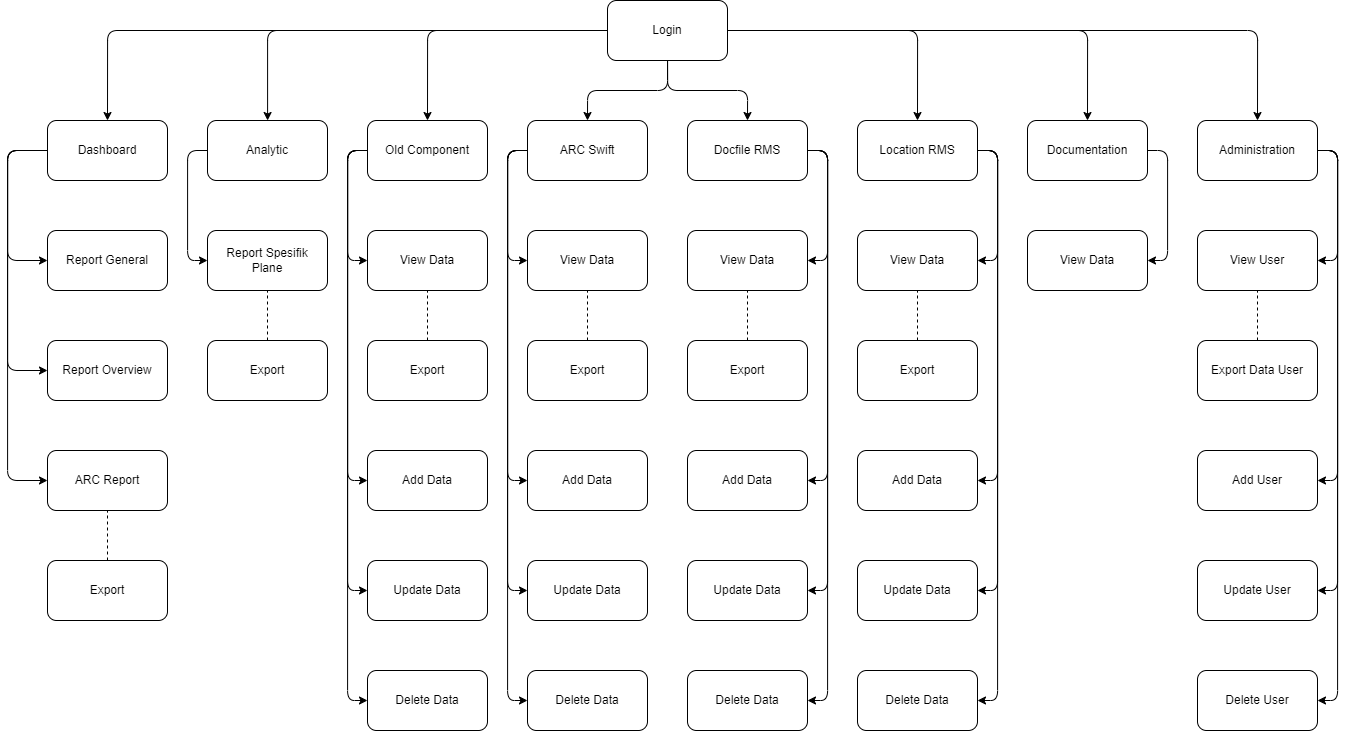 Login
Dashboard
Analytic
Old Component
ARC Swift
Docfile RMS
Location RMS
Documentation
Administration
Report General
Report Spesifik
Plane
View Data
View Data
View Data
View Data
View Data
View User
Report Overview
Export
Export
Export
Export
Export
Export Data User
ARC Report
Add Data
Add Data
Add Data
Add Data
Add User
Export
Update Data
Update Data
Update Data
Update Data
Update User
Delete Data
Delete Data
Delete Data
Delete Data
Delete User